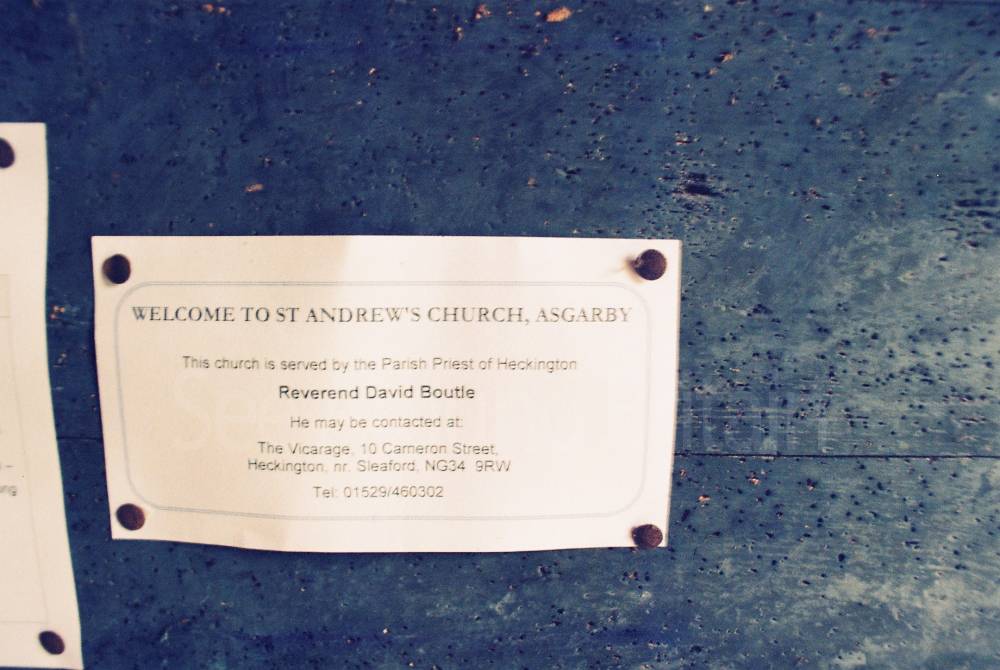 WELCOME TO ST ANDREW'S CHURCH, ASGARBY
This church is served by the Parish Priest of Heckington
Reverend David Boutle
He may be contacted at:
The Vicarage, 10 Cameron Street,
Heckington, nr. Sleaford, NG34 9RW
Tel: 01529/460302